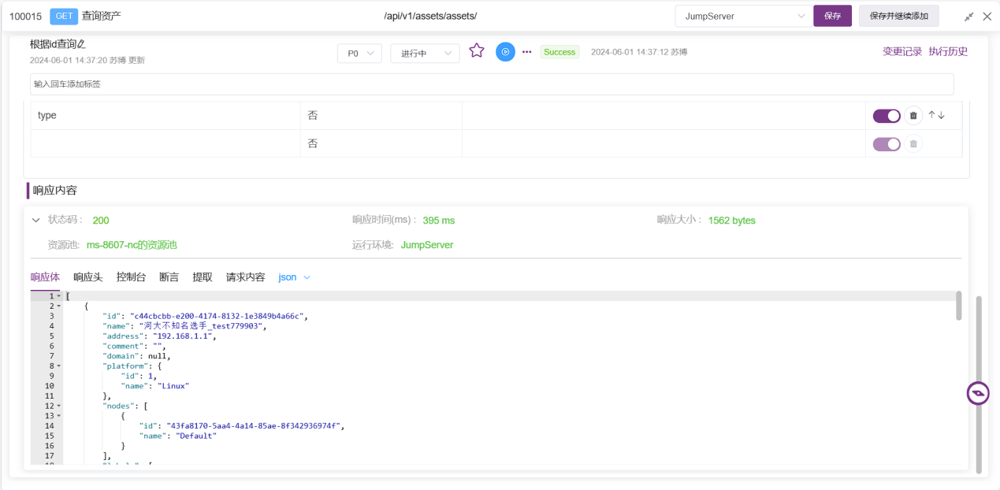 100015 GET 查询资产 /api/v1/assets/assets/ JumpServer 保存 保存并继续添加
根据id查询
2024-06-01 14:37:20 苏博 更新 P0 进行中 Success 2024-06-01 14:37:12 苏博 变更记录 执行历史
输入回车添加标签
type 否
否
响应内容
状态码： 200 响应时间(ms)： 395 ms 响应大小： 1562 bytes
资源池: ms-8607-nc的资源池 运行环境: JumpServer
响应体 响应头 控制台 断言 提取 请求内容 json
1 [
2 {
3 "id": "c44cbcbb-e200-4174-8132-1e3849b4a66c",
4 "name": "河大不知名选手_test779903",
5 "address": "192.168.1.1",
6 "comment": "",
7 "domain": null,
8 "platform": {
9 "id": 1,
10 "name": "Linux"
11 },
12 "nodes": [
13 {
14 "id": "43fa8170-5aa4-4a14-85ae-8f342936974f",
15 "name": "Default"
16 }
17 ],